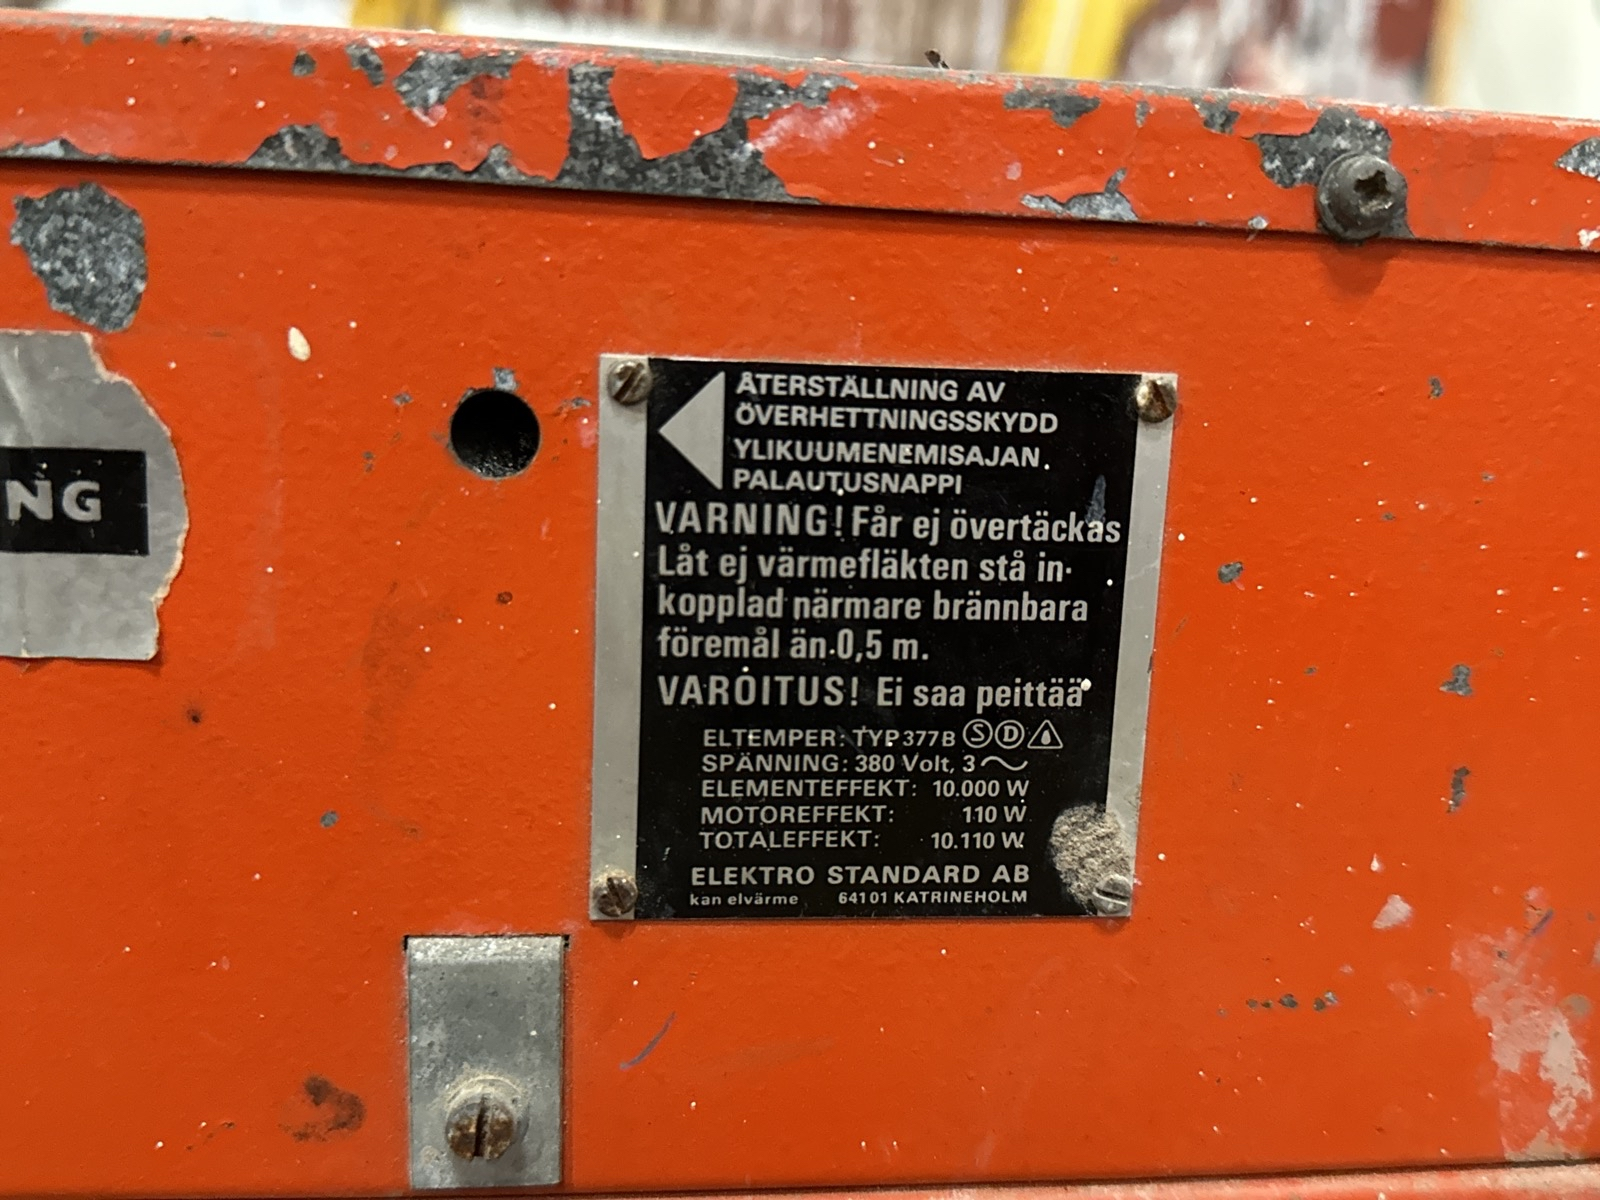 NG
ÅTERSTÄLLNING AV
ÖVERHETTNINGSSKYDD
YLIKUUMENEMISAJAN
PALAUTUSNAPPI
VARNING! Får ej övertäckas
Låt ej värmefläkten stå in-
kopplad närmare brännbara
föremål än 0,5 m.
VAROITUS! Ei saa peittää
ELTEMPER: TYP 377B S D
SPÄNNING: 380 Volt, 3~
ELEMENTEFFEKT: 10.000 W
MOTOREFFEKT: 110 W
TOTALEFFEKT: 10.110 W
ELEKTRO STANDARD AB
kan elvärme 64101 KATRINEHOLM